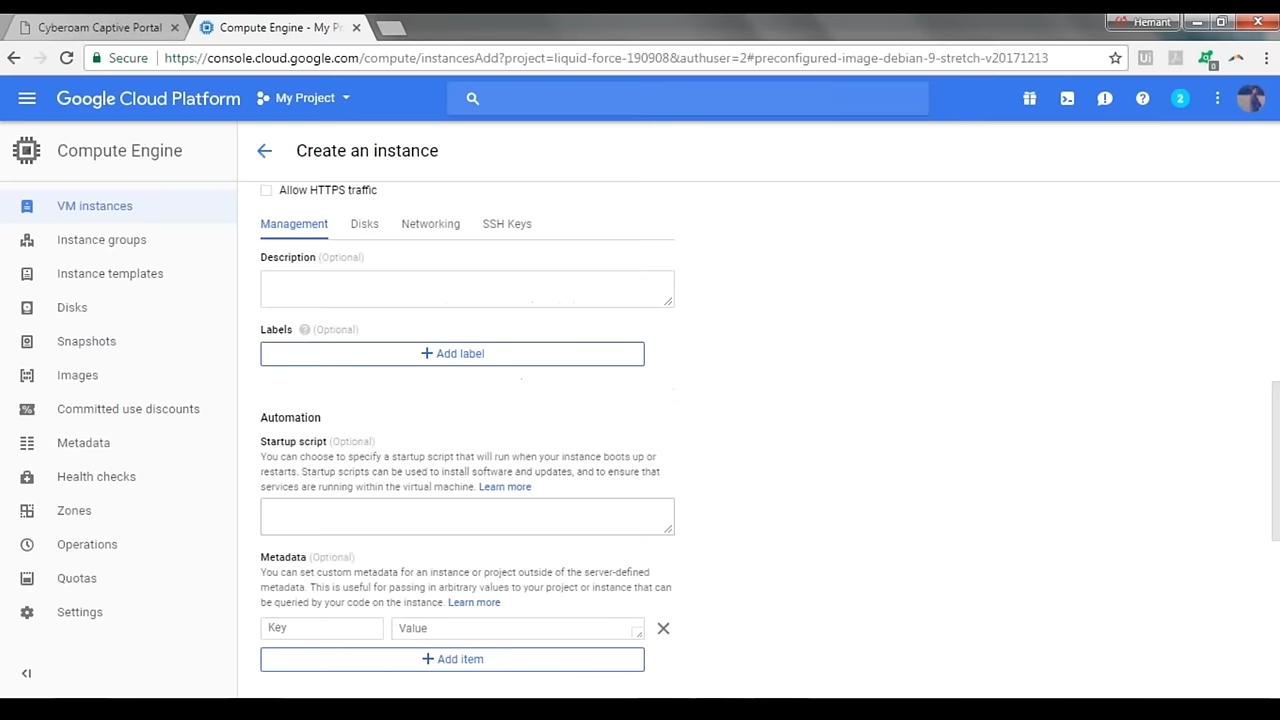 Cyberoam Captive Portal
Compute Engine - My Pr
Hemant
Secure
https://console.cloud.google.com/compute/instancesAdd?project=liquid-force-190908&authuser=2#preconfigured-image-debian-9-stretch-v20171213
0
Google Cloud Platform
My Project
2
Compute Engine
Create an instance
VM instances
Instance groups
Instance templates
Disks
Snapshots
Images
Committed use discounts
Metadata
Health checks
Zones
Operations
Quotas
Settings
Allow HTTPS traffic
Management Disks Networking SSH Keys
Description (Optional)
Labels (Optional)
Add label
Automation
Startup script (Optional)
You can choose to specify a startup script that will run when your instance boots up or
restarts. Startup scripts can be used to install software and updates, and to ensure that
services are running within the virtual machine. Learn more
Metadata (Optional)
You can set custom metadata for an instance or project outside of the server-defined
metadata. This is useful for passing in arbitrary values to your project or instance that can
be queried by your code on the instance. Learn more
Key Value
Add item